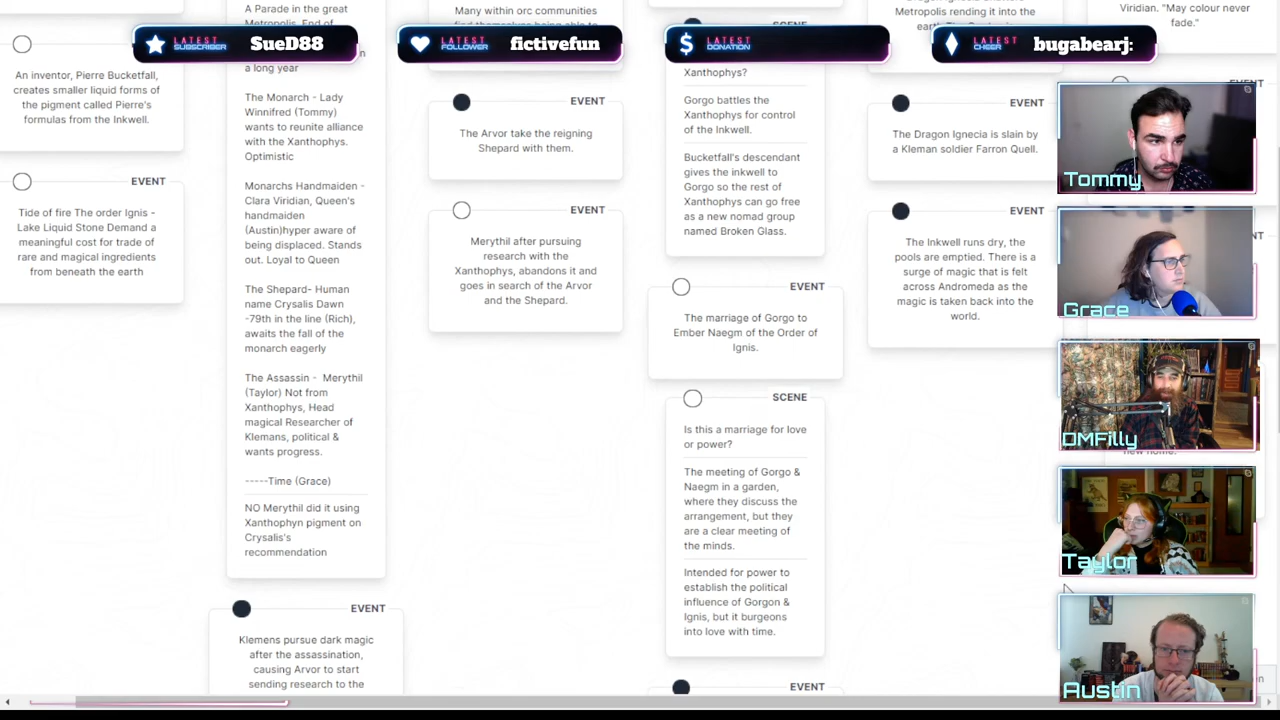 LATEST SUBSCRIBER
SueD88
LATEST FOLLOWER
fictivefun
LATEST DONATION
LATEST CHEER
bugabearj:
An inventor, Pierre Bucketfall,
creates smaller liquid forms of
the pigment called Pierre's
formulas from the Inkwell.
EVENT
Tide of fire The order Ignis -
Lake Liquid Stone Demand a
meaningful cost for trade of
rare and magical ingredients
from beneath the earth
A Parade in the great
Metropolis. End of
a long year
The Monarch - Lady
Winnifred (Tommy)
wants to reunite alliance
with the Xanthophys.
Optimistic
Monarchs Handmaiden -
Clara Viridian, Queen's
handmaiden
(Austin)hyper aware of
being displaced. Stands
out. Loyal to Queen
The Shepard- Human
name Crysalis Dawn
-79th in the line (Rich),
awaits the fall of the
monarch eagerly
The Assassin - Merythil
(Taylor) Not from
Xanthophys, Head
magical Researcher of
Klemans, political &
wants progress.
-----Time (Grace)
NO Merythil did it using
Xanthophyn pigment on
Crysalis's
recommendation
EVENT
Klemens pursue dark magic
after the assassination,
causing Arvor to start
sending research to the
Many within orc communities
find themselves being able to
EVENT
The Arvor take the reigning
Shepard with them.
EVENT
Merythil after pursuing
research with the
Xanthophys, abandons it and
goes in search of the Arvor
and the Shepard.
SCENE
Xanthophys?
Gorgo battles the
Xanthophys for control
of the Inkwell.
Bucketfall's descendant
gives the inkwell to
Gorgo so the rest of
Xanthophys can go free
as a new nomad group
named Broken Glass.
EVENT
The marriage of Gorgo to
Ember Naegm of the Order of
Ignis.
SCENE
Is this a marriage for love
or power?
The meeting of Gorgo &
Naegm in a garden,
where they discuss the
arrangement, but they
are a clear meeting of
the minds.
Intended for power to
establish the political
influence of Gorgon &
Ignis, but it burgeons
into love with time.
EVENT
Metropolis rending it into the
EVENT
The Dragon Ignecia is slain by
a Kleman soldier Farron Quell.
EVENT
The Inkwell runs dry, the
pools are emptied. There is a
surge of magic that is felt
across Andromeda as the
magic is taken back into the
world.
Viridian. "May colour never
fade."
Tommy
Grace
DMFilly
Taylor
Austin